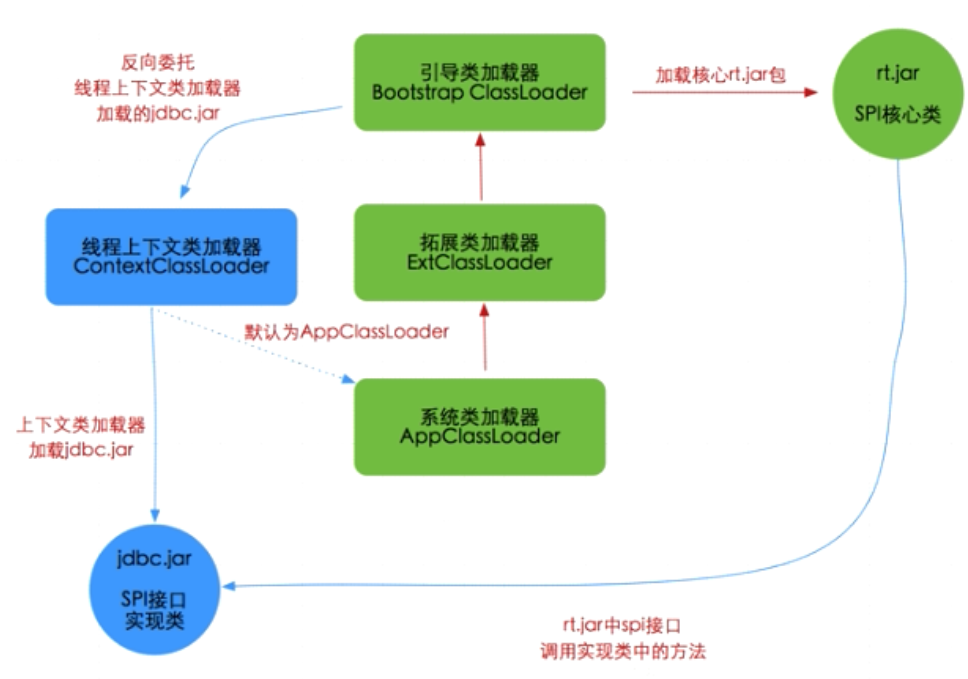 反向委托
线程上下文类加载器
加载的jdbc.jar
引导类加载器
Bootstrap ClassLoader
加载核心rt.jar包
rt.jar
SPI核心类
线程上下文类加载器
ContextClassLoader
拓展类加载器
ExtClassLoader
默认为AppClassLoader
系统类加载器
AppClassLoader
上下文类加载器
加载jdbc.jar
jdbc.jar
SPI接口
实现类
rt.jar中spi接口
调用实现类中的方法